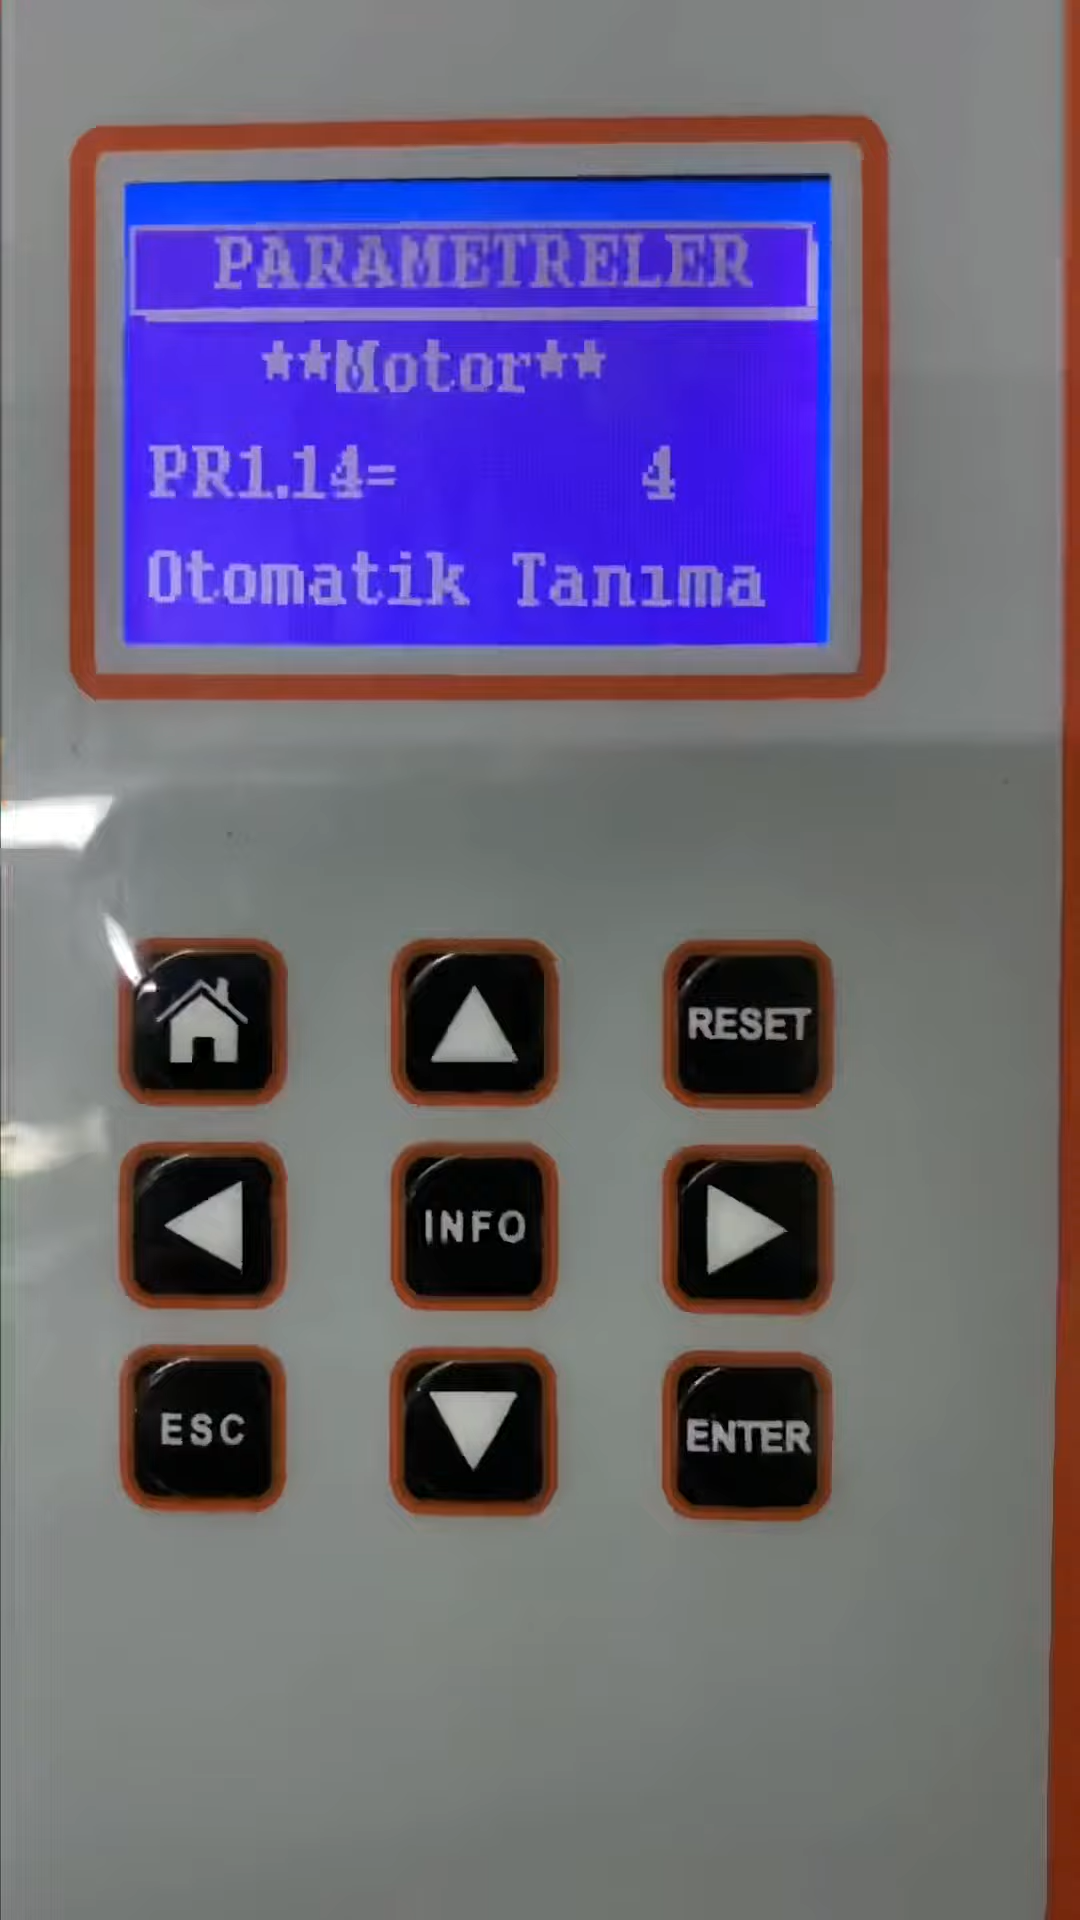 PARAMETRELER
**Motor**
PR1.14= 4
Otomatik Tanıma
RESET
INFO
ESC
ENTER